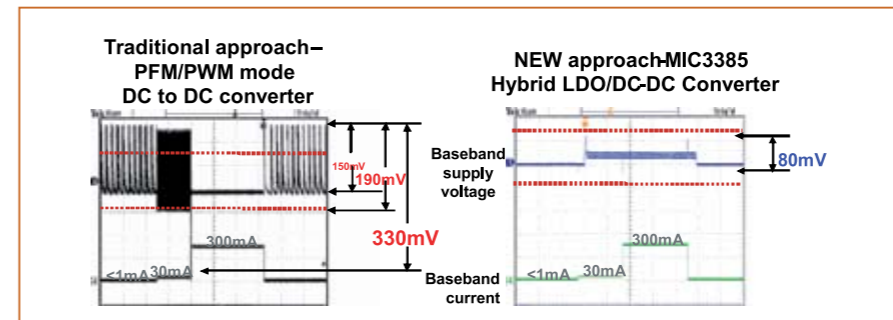 Traditional approach–
PFM/PWM mode
DC to DC converter
150mV
190mV
330mV
300mA
<1mA
30mA
NEW approach-MIC3385
Hybrid LDO/DC-DC Converter
Baseband
supply
voltage
80mV
300mA
<1mA
30mA
Baseband
current